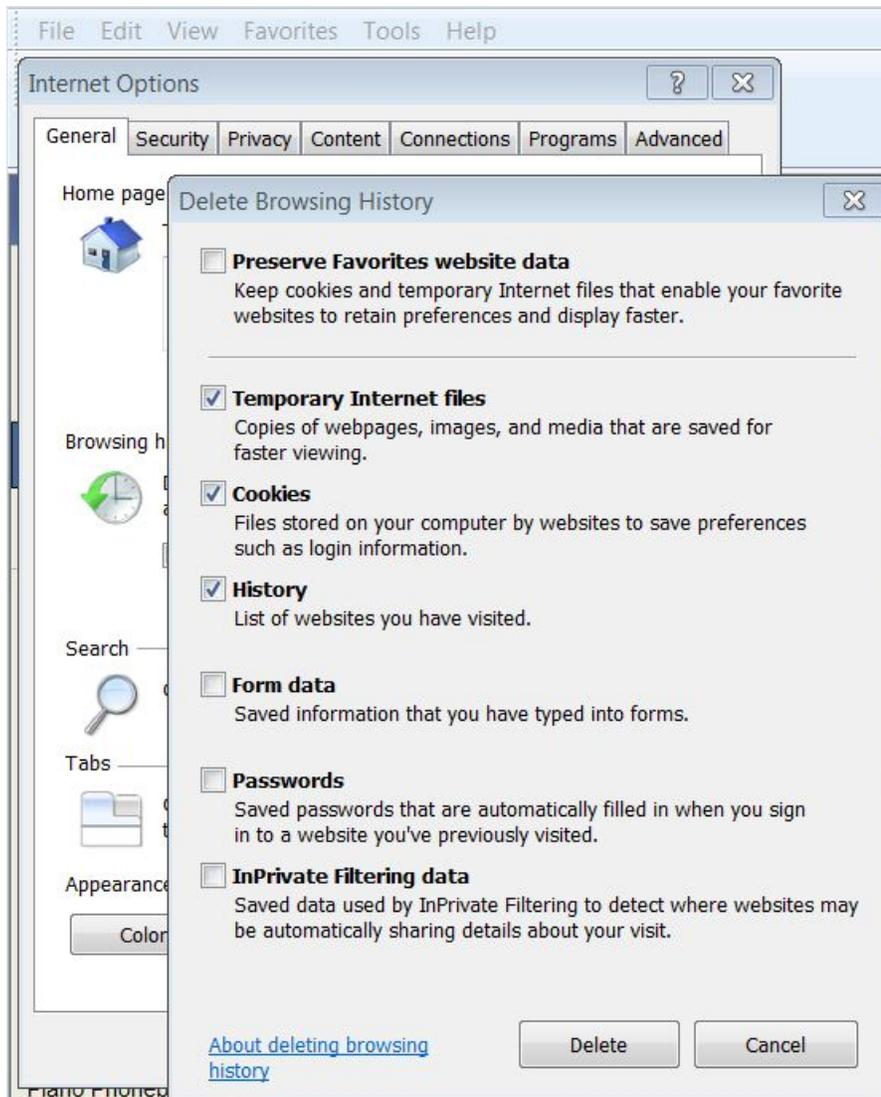 File Edit View Favorites Tools Help
Internet Options
General Security Privacy Content Connections Programs Advanced
Home page
Delete Browsing History
Preserve Favorites website data
Keep cookies and temporary Internet files that enable your favorite
websites to retain preferences and display faster.
Temporary Internet files
Copies of webpages, images, and media that are saved for
faster viewing.
Browsing h
Cookies
Files stored on your computer by websites to save preferences
such as login information.
History
List of websites you have visited.
Search
Form data
Saved information that you have typed into forms.
Tabs
Passwords
Saved passwords that are automatically filled in when you sign
in to a website you've previously visited.
Appearance
InPrivate Filtering data
Saved data used by InPrivate Filtering to detect where websites may
be automatically sharing details about your visit.
Color
About deleting browsing
history
Delete
Cancel